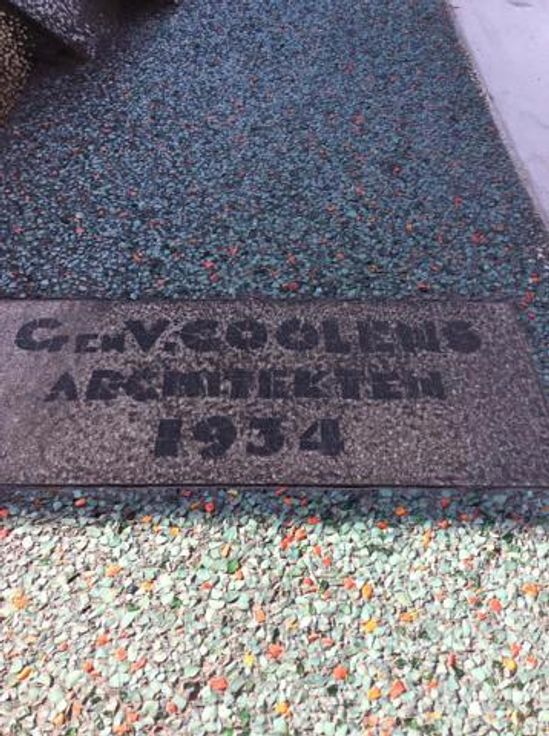 G EN V. COOLENS
ARCHITEKTEN
1934